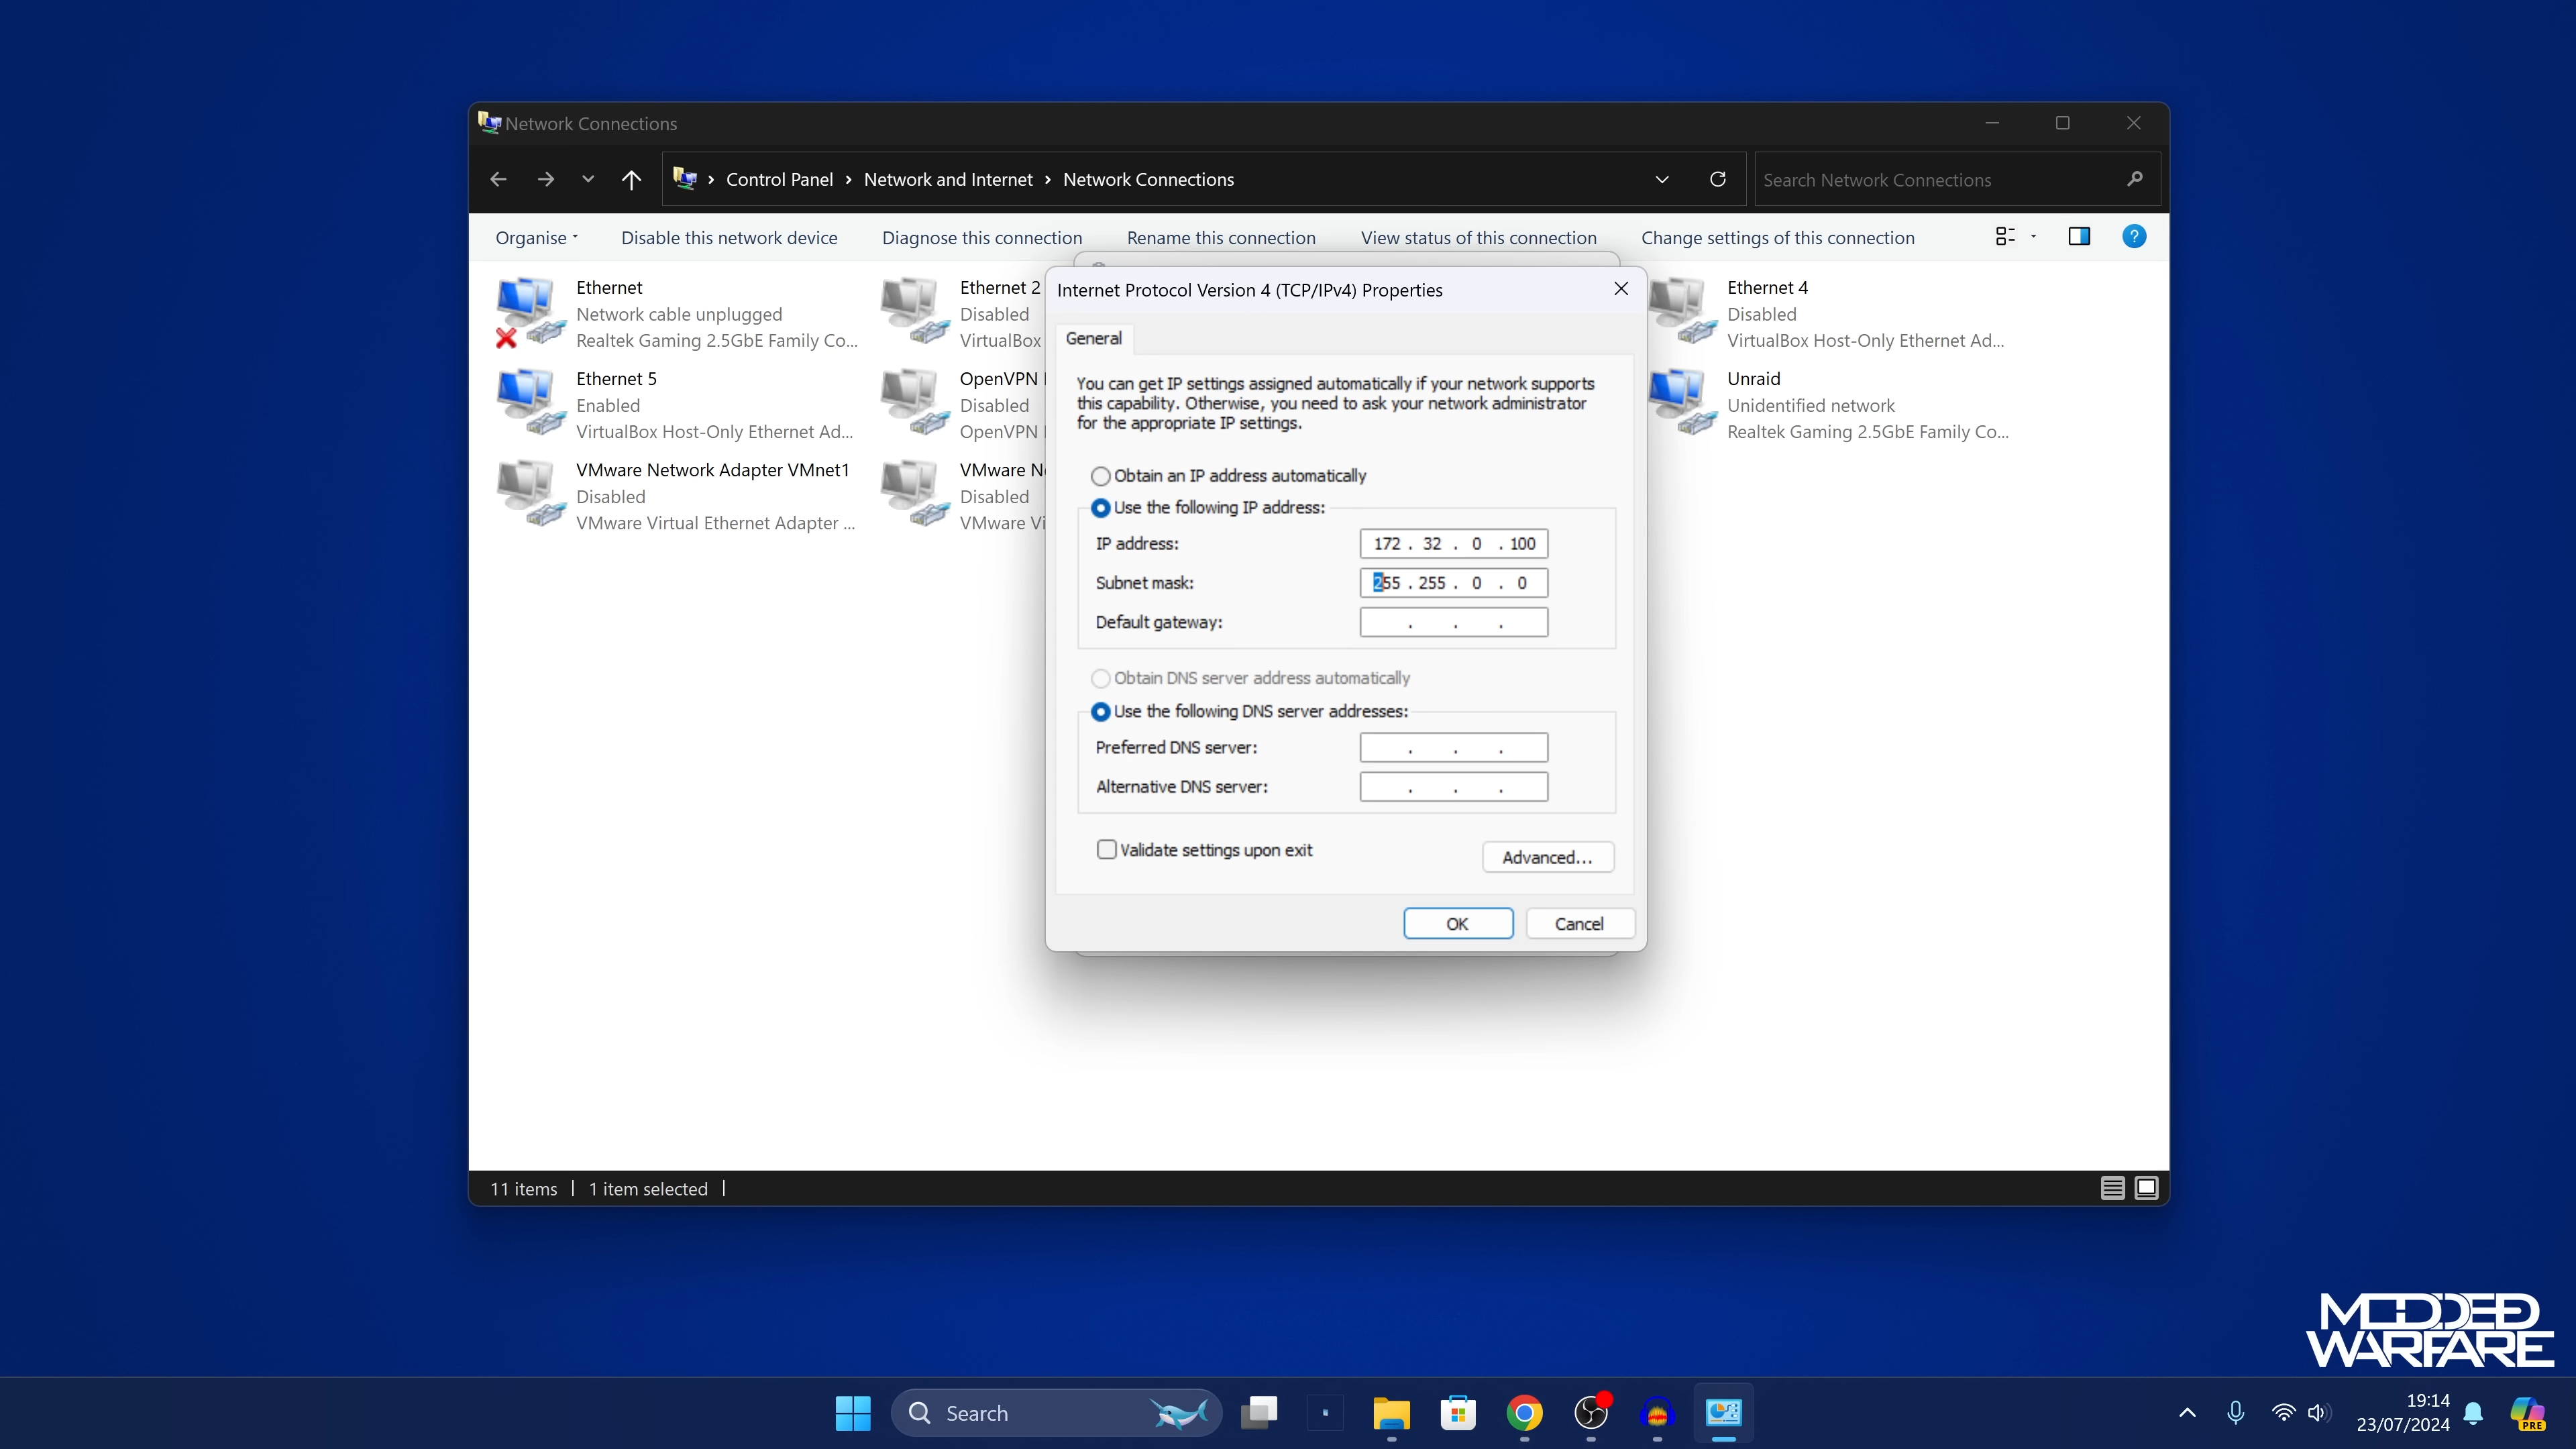 Network Connections
Control Panel › Network and Internet › Network Connections
Search Network Connections
Organise
Disable this network device
Diagnose this connection
Rename this connection
View status of this connection
Change settings of this connection
Ethernet
Network cable unplugged
Realtek Gaming 2.5GbE Family Co...
Ethernet 2
Disabled
VirtualBox
Ethernet 4
Disabled
VirtualBox Host-Only Ethernet Ad...
Ethernet 5
Enabled
VirtualBox Host-Only Ethernet Ad...
OpenVPN
Disabled
OpenVPN
Unraid
Unidentified network
Realtek Gaming 2.5GbE Family Co...
VMware Network Adapter VMnet1
Disabled
VMware Virtual Ethernet Adapter ...
VMware
Disabled
VMware
Internet Protocol Version 4 (TCP/IPv4) Properties
General
You can get IP settings assigned automatically if your network supports
this capability. Otherwise, you need to ask your network administrator
for the appropriate IP settings.
Obtain an IP address automatically
Use the following IP address:
IP address: 172 . 32 . 0 . 100
Subnet mask: 255 . 255 . 0 . 0
Default gateway: . . .
Obtain DNS server address automatically
Use the following DNS server addresses:
Preferred DNS server: . . .
Alternative DNS server: . . .
Validate settings upon exit
Advanced...
OK
Cancel
11 items
1 item selected
MODDED
WARFARE
Search
19:14
23/07/2024
PRE